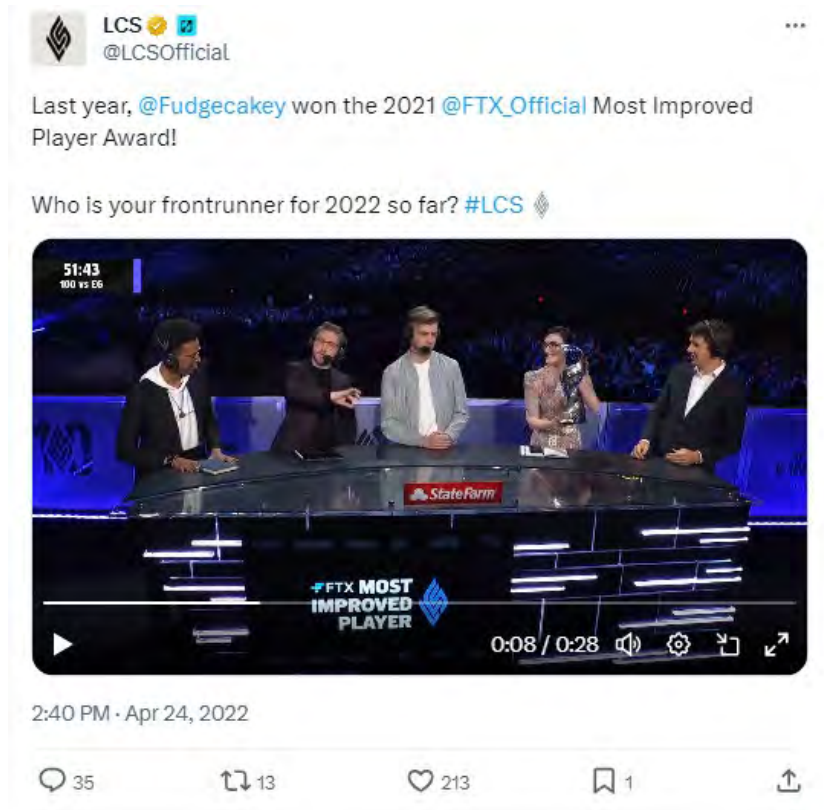 LCS
@LCSOfficial
Last year, @Fudgecakey won the 2021 @FTX_Official Most Improved
Player Award!
Who is your frontrunner for 2022 so far? #LCS
51:43
100 vs EG
StateFarm
FTX MOST
IMPROVED
PLAYER
0:08 / 0:28
2:40 PM · Apr 24, 2022
35
13
213
1